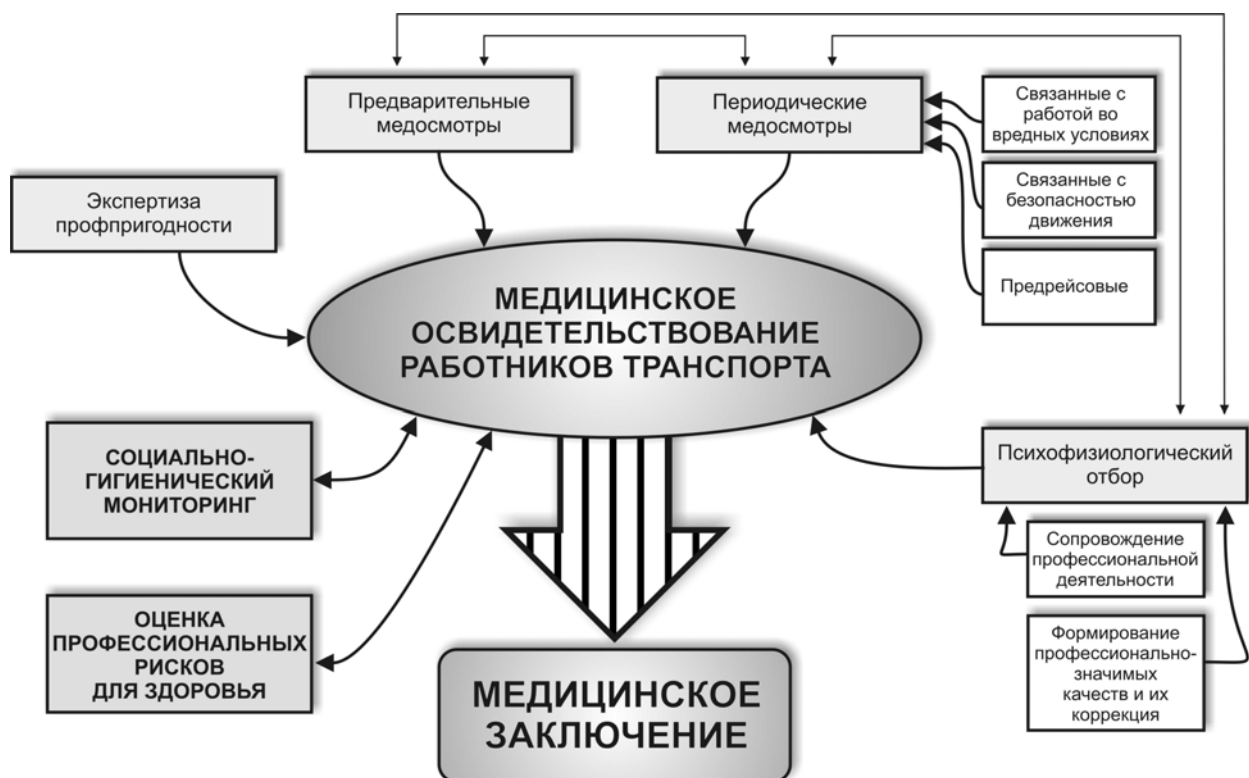 Предварительные
медосмотры
Периодические
медосмотры
Связанные с
работой во
вредных условиях
Связанные с
безопасностью
движения
Предрейсовые
Экспертиза
профпригодности
МЕДИЦИНСКОЕ
ОСВИДЕТЕЛЬСТВОВАНИЕ
РАБОТНИКОВ ТРАНСПОРТА
СОЦИАЛЬНО-
ГИГИЕНИЧЕСКИЙ
МОНИТОРИНГ
Психофизиологический
отбор
Сопровождение
профессиональной
деятельности
ОЦЕНКА
ПРОФЕССИОНАЛЬНЫХ
РИСКОВ
ДЛЯ ЗДОРОВЬЯ
Формирование
профессионально-
значимых
качеств и их
коррекция
МЕДИЦИНСКОЕ
ЗАКЛЮЧЕНИЕ